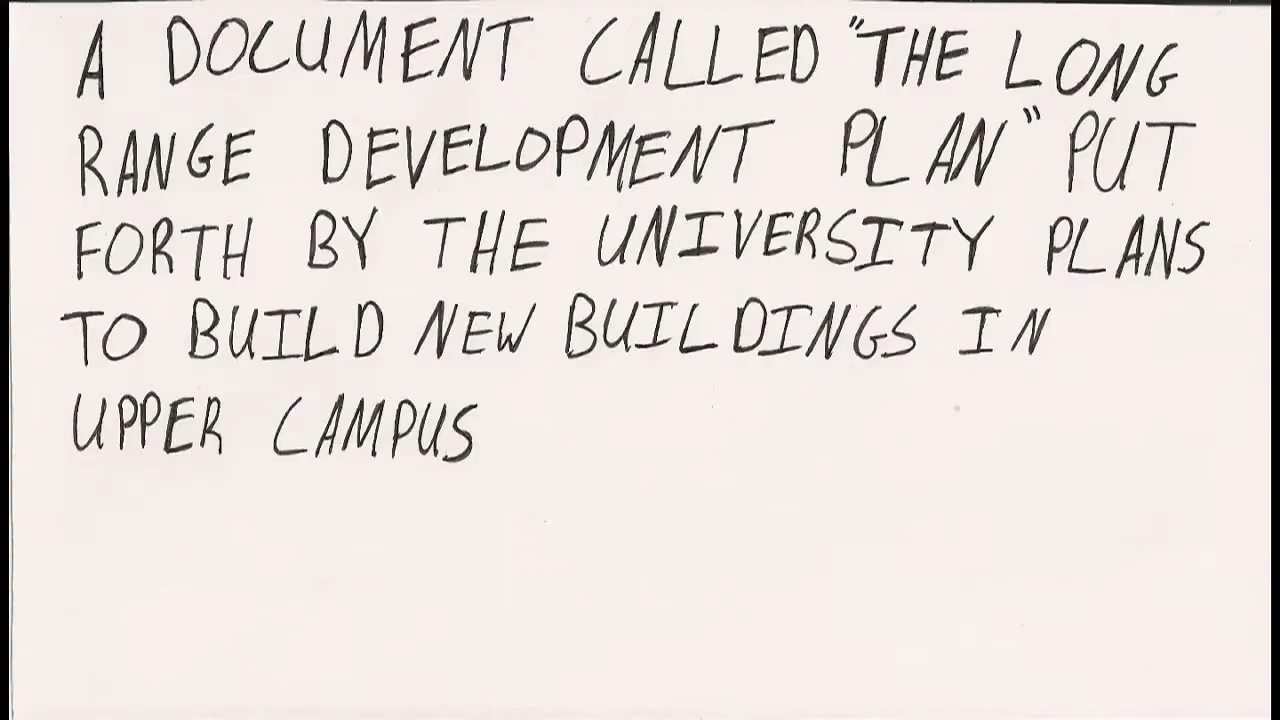 A DOCUMENT CALLED "THE LONG
RANGE DEVELOPMENT PLAN" PUT
FORTH BY THE UNIVERSITY PLANS
TO BUILD NEW BUILDINGS IN
UPPER CAMPUS